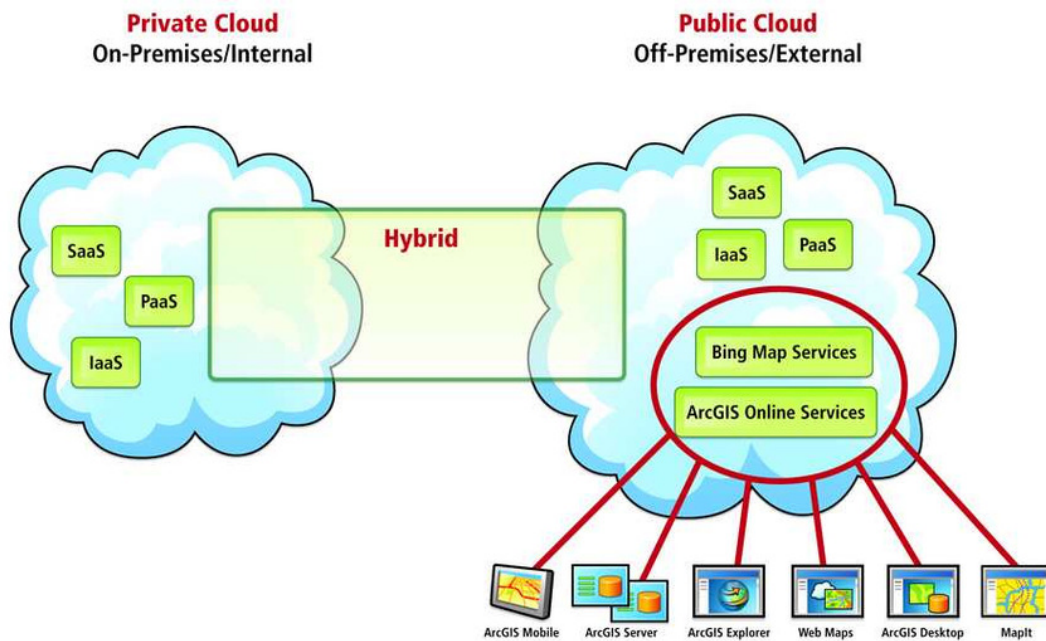 Private Cloud
On-Premises/Internal
Public Cloud
Off-Premises/External
SaaS
PaaS
IaaS
Hybrid
SaaS
IaaS
PaaS
Bing Map Services
ArcGIS Online Services
ArcGIS Mobile
ArcGIS Server
ArcGIS Explorer
Web Maps
ArcGIS Desktop
MapIt